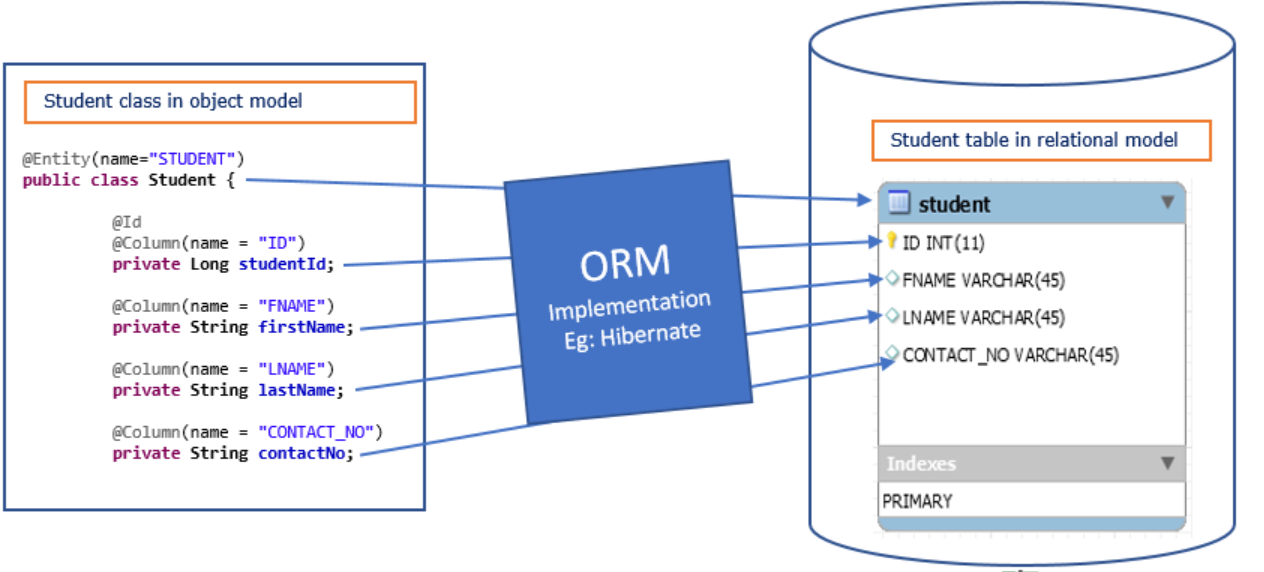 Student class in object model
@Entity(name="STUDENT")
public class Student {
@Id
@Column(name = "ID")
private Long studentId;
@Column(name = "FNAME")
private String firstName;
@Column(name = "LNAME")
private String lastName;
@Column(name = "CONTACT_NO")
private String contactNo;
ORM
Implementation
Eg: Hibernate
Student table in relational model
student
ID INT(11)
FNAME VARCHAR(45)
LNAME VARCHAR(45)
CONTACT_NO VARCHAR(45)
Indexes
PRIMARY